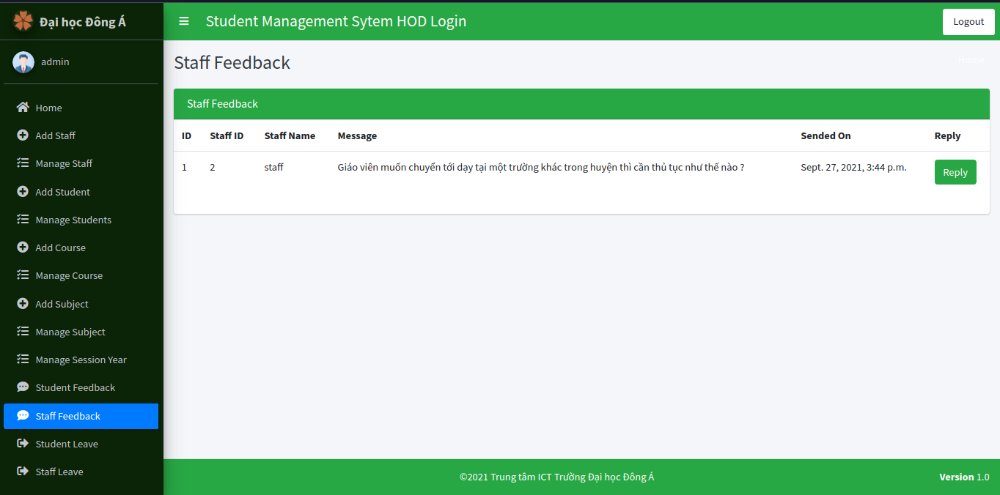 Đại học Đông Á
Student Management Sytem HOD Login
Logout
admin
Staff Feedback
Home
Home
Add Staff
Manage Staff
Add Student
Manage Students
Add Course
Manage Course
Add Subject
Manage Subject
Manage Session Year
Student Feedback
Staff Feedback
Student Leave
Staff Leave
Staff Feedback
ID Staff ID Staff Name Message Sended On Reply
1 2 staff Giáo viên muốn chuyển tới dạy tại một trường khác trong huyện thì cần thủ tục như thế nào ? Sept. 27, 2021, 3:44 p.m. Reply
©2021 Trung tâm ICT Trường Đại học Đông Á
Version 1.0